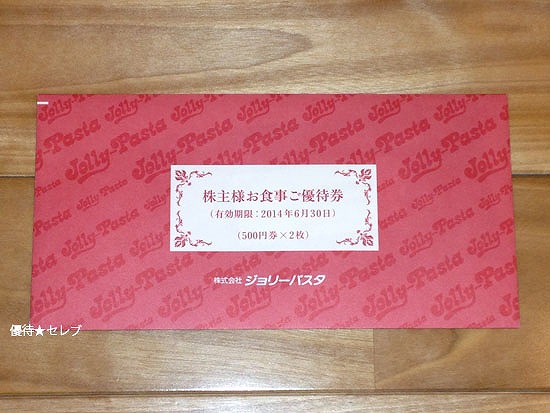 Jolly-Pasta
株主様お食事ご優待券
(有効期限：2014年6月30日)
(500円券×2枚)
株式会社 ジョリーパスタ
優待★セレブ